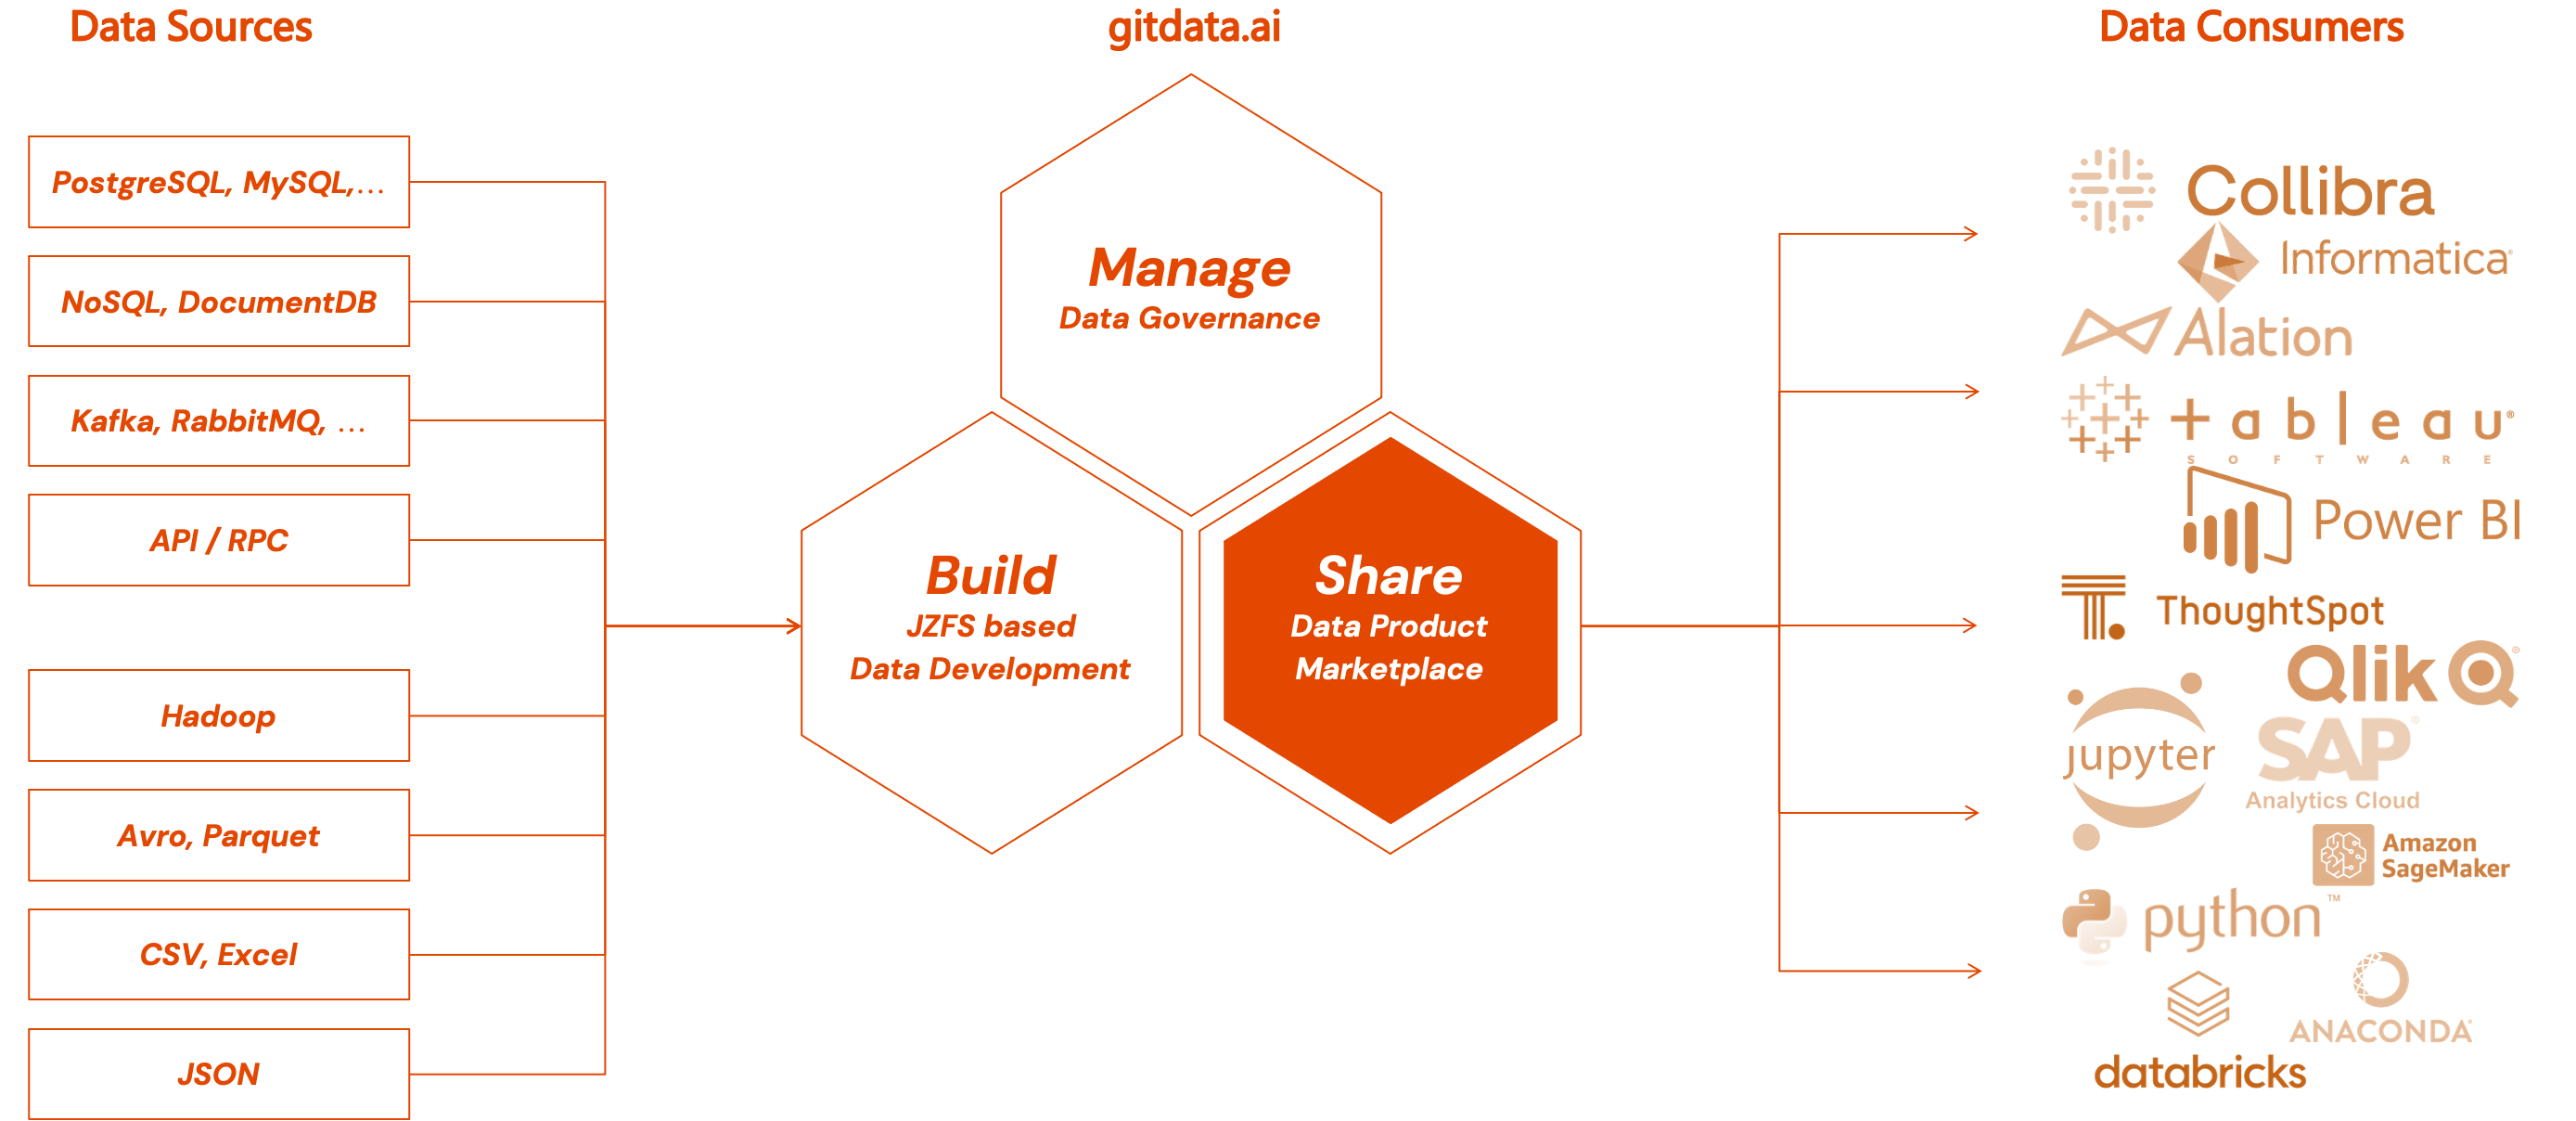 Data Sources
gitdata.ai
Data Consumers
PostgreSQL, MySQL,...
NoSQL, DocumentDB
Kafka, RabbitMQ, ...
API / RPC
Hadoop
Avro, Parquet
CSV, Excel
JSON
Manage
Data Governance
Build
JZFS based
Data Development
Share
Data Product
Marketplace
Collibra
Informatica®
Alation
+ableau®
SOFTWARE
Power BI
ThoughtSpot
Qlik Q®
jupyter
SAP®
Analytics Cloud
Amazon
SageMaker
python™
ANACONDA®
databricks